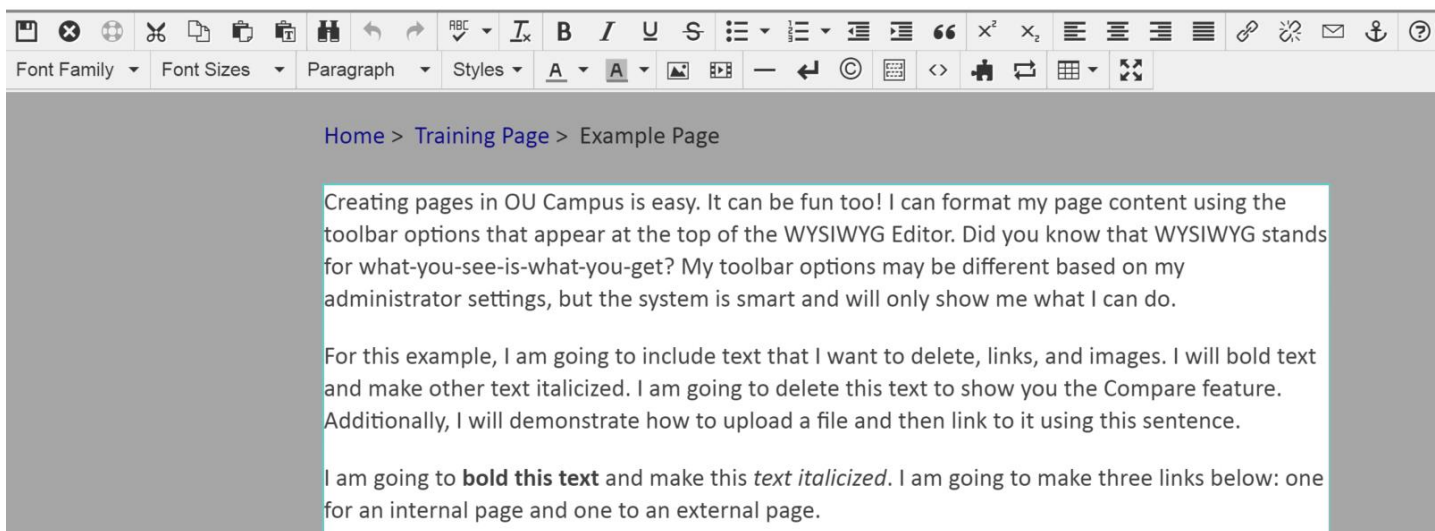 ABC
Font Family Font Sizes Paragraph Styles A A
Home > Training Page > Example Page
Creating pages in OU Campus is easy. It can be fun too! I can format my page content using the
toolbar options that appear at the top of the WYSIWYG Editor. Did you know that WYSIWYG stands
for what-you-see-is-what-you-get? My toolbar options may be different based on my
administrator settings, but the system is smart and will only show me what I can do.
For this example, I am going to include text that I want to delete, links, and images. I will bold text
and make other text italicized. I am going to delete this text to show you the Compare feature.
Additionally, I will demonstrate how to upload a file and then link to it using this sentence.
I am going to bold this text and make this text italicized. I am going to make three links below: one
for an internal page and one to an external page.